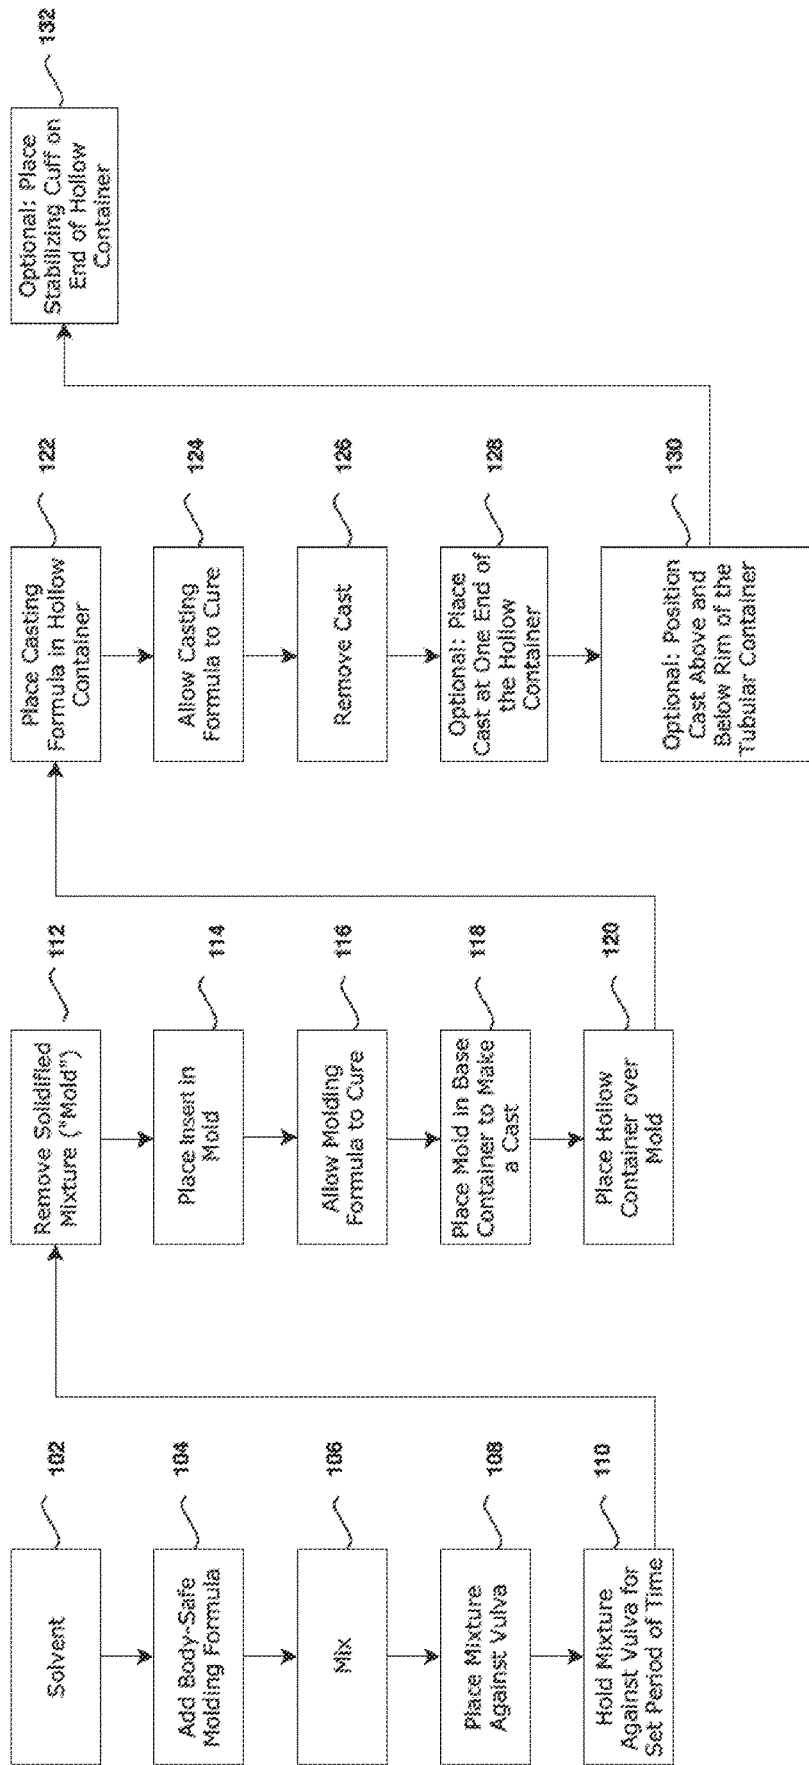 Solvent
102
Add Body-Safe
Molding Formula
104
Mix
106
Place Mixture
Against Vulva
108
Hold Mixture
Against Vulva for
Set Period of Time
110
Remove Solidified
Mixture ("Mold")
112
Place Insert in
Mold
114
Allow Molding
Formula to Cure
116
Place Mold in Base
Container to Make
a Cast
118
Place Hollow
Container over
Mold
120
Place Casting
Formula in Hollow
Container
122
Allow Casting
Formula to Cure
124
Remove Cast
126
Optional: Place
Cast at One End of
the Hollow
Container
128
Optional: Position
Cast Above and
Below Rim of the
Tubular Container
130
Optional: Place
Stabilizing Cuff on
End of Hollow
Container
132